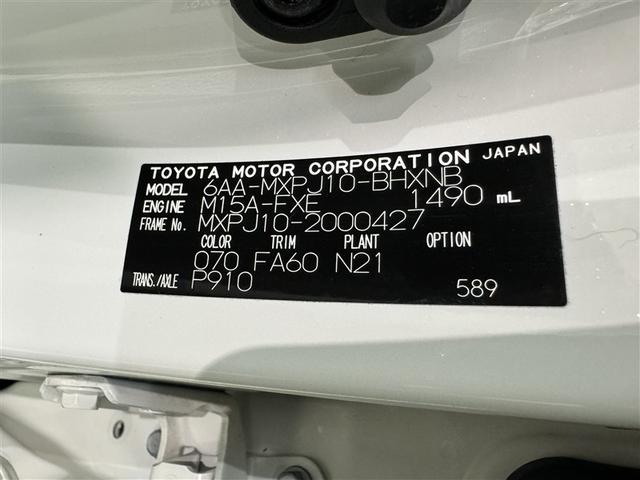 TOYOTA MOTOR CORPORATION JAPAN
MODEL 6AA-MXPJ10-BHXNB
ENGINE M15A-FXE 1490 mL
FRAME No. MXPJ10-2000427
COLOR TRIM PLANT OPTION
070 FA60 N21
TRANS./AXLE P910 589